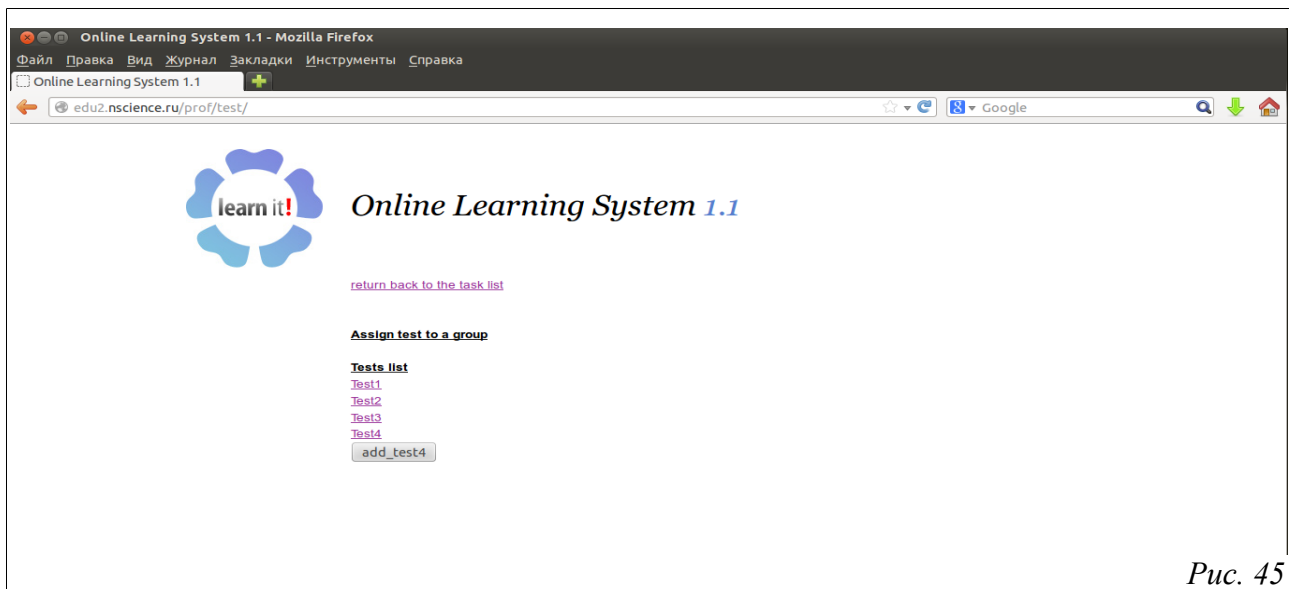 Online Learning System 1.1 - Mozilla Firefox
Файл Правка Вид Журнал Закладки Инструменты Справка
Online Learning System 1.1
edu2.nscience.ru/prof/test/
8 Google
learn it!
Online Learning System 1.1
return back to the task list
Assign test to a group
Tests list
Test1
Test2
Test3
Test4
add_test4
Рис. 45